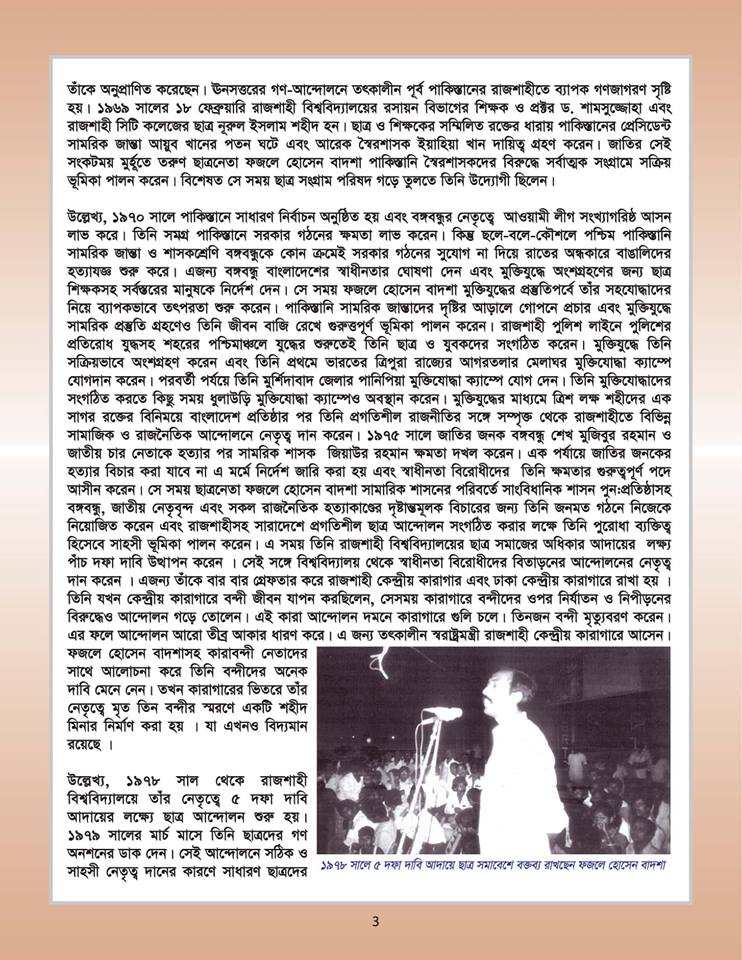 তাঁকে অনুপ্রাণিত করেছেন। ঊনসত্তরের গণ-আন্দোলনে তৎকালীন পূর্ব পাকিস্তানের রাজশাহীতে ব্যাপক গণজাগরণ সৃষ্টি
হয়। ১৯৬৯ সালের ১৮ ফেব্রুয়ারি রাজশাহী বিশ্ববিদ্যালয়ের রসায়ন বিভাগের শিক্ষক ও প্রক্টর ড. শামসুজ্জোহা এবং
রাজশাহী সিটি কলেজের ছাত্র নূরুল ইসলাম শহীদ হন। ছাত্র ও শিক্ষকের সম্মিলিত রক্তের ধারায় পাকিস্তানের প্রেসিডেন্ট
সামরিক জান্তা আয়ুব খানের পতন ঘটে এবং আরেক স্বৈরশাসক ইয়াহিয়া খান দায়িত্ব গ্রহণ করেন। জাতির সেই
সংকটময় মুর্হূতে তরুণ ছাত্রনেতা ফজলে হোসেন বাদশা পাকিস্তানি স্বৈরশাসকদের বিরুদ্ধে সর্বাত্মক সংগ্রামে সক্রিয়
ভূমিকা পালন করেন। বিশেষত সে সময় ছাত্র সংগ্রাম পরিষদ গড়ে তুলতে তিনি উদ্যোগী ছিলেন।
উল্লেখ্য, ১৯৭০ সালে পাকিস্তানে সাধারণ নির্বাচন অনুষ্ঠিত হয় এবং বঙ্গবন্ধুর নেতৃত্বে আওয়ামী লীগ সংখ্যাগরিষ্ঠ আসন
লাভ করে। তিনি সমগ্র পাকিস্তানে সরকার গঠনের ক্ষমতা লাভ করেন। কিন্তু ছলে-বলে-কৌশলে পশ্চিম পাকিস্তানি
সামরিক জান্তা ও শাসকশ্রেণি বঙ্গবন্ধুকে কোন ক্রমেই সরকার গঠনের সুযোগ না দিয়ে রাতের অন্ধকারে বাঙালিদের
হত্যাযজ্ঞ শুরু করে। এজন্য বঙ্গবন্ধু বাংলাদেশের স্বাধীনতার ঘোষণা দেন এবং মুক্তিযুদ্ধে অংশগ্রহণের জন্য ছাত্র
শিক্ষকসহ সর্বস্তরের মানুষকে নির্দেশ দেন। সে সময় ফজলে হোসেন বাদশা মুক্তিযুদ্ধের প্রস্তুতিপর্বে তাঁর সহযোদ্ধাদের
নিয়ে ব্যাপকভাবে তৎপরতা শুরু করেন। পাকিস্তানি সামরিক জান্তাদের দৃষ্টির আড়ালে গোপনে প্রচার এবং মুক্তিযুদ্ধে
সামরিক প্রস্তুতি গ্রহণেও তিনি জীবন বাজি রেখে গুরুত্বপূর্ণ ভূমিকা পালন করেন। রাজশাহী পুলিশ লাইনে পুলিশের
প্রতিরোধ যুদ্ধসহ শহরের পশ্চিমাঞ্চলে যুদ্ধের শুরুতেই তিনি ছাত্র ও যুবকদের সংগঠিত করেন। মুক্তিযুদ্ধে তিনি
সক্রিয়ভাবে অংশগ্রহণ করেন এবং তিনি প্রথমে ভারতের ত্রিপুরা রাজ্যের আগরতলার মেলাঘর মুক্তিযোদ্ধা ক্যাম্পে
যোগদান করেন। পরবর্তী পর্যয়ে তিনি মুর্শিদাবাদ জেলার পানিপিয়া মুক্তিযোদ্ধা ক্যাম্পে যোগ দেন। তিনি মুক্তিযোদ্ধাদের
সংগঠিত করতে কিছু সময় ধুলাউড়ি মুক্তিযোদ্ধা ক্যাম্পেও অবস্থান করেন। মুক্তিযুদ্ধের মাধ্যমে ত্রিশ লক্ষ শহীদের এক
সাগর রক্তের বিনিময়ে বাংলাদেশ প্রতিষ্ঠার পর তিনি প্রগতিশীল রাজনীতির সঙ্গে সম্পৃক্ত থেকে রাজশাহীতে বিভিন্ন
সামাজিক ও রাজনৈতিক আন্দোলনে নেতৃত্ব দান করেন। ১৯৭৫ সালে জাতির জনক বঙ্গবন্ধু শেখ মুজিবুর রহমান ও
জাতীয় চার নেতাকে হত্যার পর সামরিক শাসক জিয়াউর রহমান ক্ষমতা দখল করেন। এক পর্যায়ে জাতির জনকের
হত্যার বিচার করা যাবে না এ মর্মে নির্দেশ জারি করা হয় এবং স্বাধীনতা বিরোধীদের তিনি ক্ষমতার গুরুত্বপূর্ণ পদে
আসীন করেন। সে সময় ছাত্রনেতা ফজলে হোসেন বাদশা সামারিক শাসনের পরিবর্তে সাংবিধানিক শাসন পুন:প্রতিষ্ঠাসহ
বঙ্গবন্ধু, জাতীয় নেতৃবৃন্দ এবং সকল রাজনৈতিক হত্যাকাণ্ডের দৃষ্টান্তমূলক বিচারের জন্য তিনি জনমত গঠনে নিজেকে
নিয়োজিত করেন এবং রাজশাহীসহ সারাদেশে প্রগতিশীল ছাত্র আন্দোলন সংগঠিত করার লক্ষে তিনি পুরোধা ব্যক্তিত্ব
হিসেবে সাহসী ভূমিকা পালন করেন। এ সময় তিনি রাজশাহী বিশ্ববিদ্যালয়ের ছাত্র সমাজের অধিকার আদায়ের লক্ষ্য
পাঁচ দফা দাবি উত্থাপন করেন । সেই সঙ্গে বিশ্ববিদ্যালয় থেকে স্বাধীনতা বিরোধীদের বিতাড়নের আন্দোলনের নেতৃত্ব
দান করেন । এজন্য তাঁকে বার বার গ্রেফতার করে রাজশাহী কেন্দ্রীয় কারাগার এবং ঢাকা কেন্দ্রীয় কারাগারে রাখা হয় ।
তিনি যখন কেন্দ্রীয় কারাগারে বন্দী জীবন যাপন করছিলেন, সেসময় কারাগারে বন্দীদের ওপর নির্যাতন ও নিপীড়নের
বিরুদ্ধেও আন্দোলন গড়ে তোলেন। এই কারা আন্দোলন দমনে কারাগারে গুলি চলে। তিনজন বন্দী মৃত্যুবরণ করেন।
এর ফলে আন্দোলন আরো তীব্র আকার ধারণ করে। এ জন্য তৎকালীন স্বরাষ্ট্রমন্ত্রী রাজশাহী কেন্দ্রীয় কারাগারে আসেন।
ফজলে হোসেন বাদশাসহ কারাবন্দী নেতাদের
সাথে আলোচনা করে তিনি বন্দীদের অনেক
দাবি মেনে নেন। তখন কারাগারের ভিতরে তাঁর
নেতৃত্বে মৃত তিন বন্দীর স্মরণে একটি শহীদ
মিনার নির্মাণ করা হয় । যা এখনও বিদ্যমান
রয়েছে ।
উল্লেখ্য, ১৯৭৮ সাল থেকে রাজশাহী
বিশ্ববিদ্যালয়ে তাঁর নেতৃত্বে ৫ দফা দাবি
আদায়ের লক্ষ্যে ছাত্র আন্দোলন শুরু হয়।
১৯৭৯ সালের মার্চ মাসে তিনি ছাত্রদের গণ
অনশনের ডাক দেন। সেই আন্দোলনে সঠিক ও
সাহসী নেতৃত্ব দানের কারণে সাধারণ ছাত্রদের
১৯৭৮ সালে ৫ দফা দাবি আদায়ে ছাত্র সমাবেশে বক্তব্য রাখছেন ফজলে হোসেন বাদশা
3